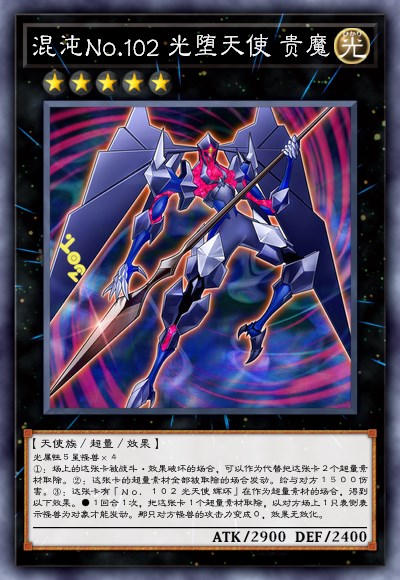 混沌No.102 光堕天使 贵魔
光
ひかり
No.102
【天使族／超量／效果】
光属性５星怪兽×４
①：场上的这张卡被战斗·效果破坏的场合，可以作为代替把这张卡２个超量素
材取除。②：这张卡的超量素材全部被取除的场合发动。给与对方１５００伤
害。③：这张卡有「Ｎｏ．１０２ 光天使 辉环」在作为超量素材的场合，得到
以下效果。●１回合１次，把这张卡１个超量素材取除，以对方场上１只表侧表
示怪兽为对象才能发动。那只对方怪兽的攻击力变成０，效果无效化。
ATK/2900 DEF/2400